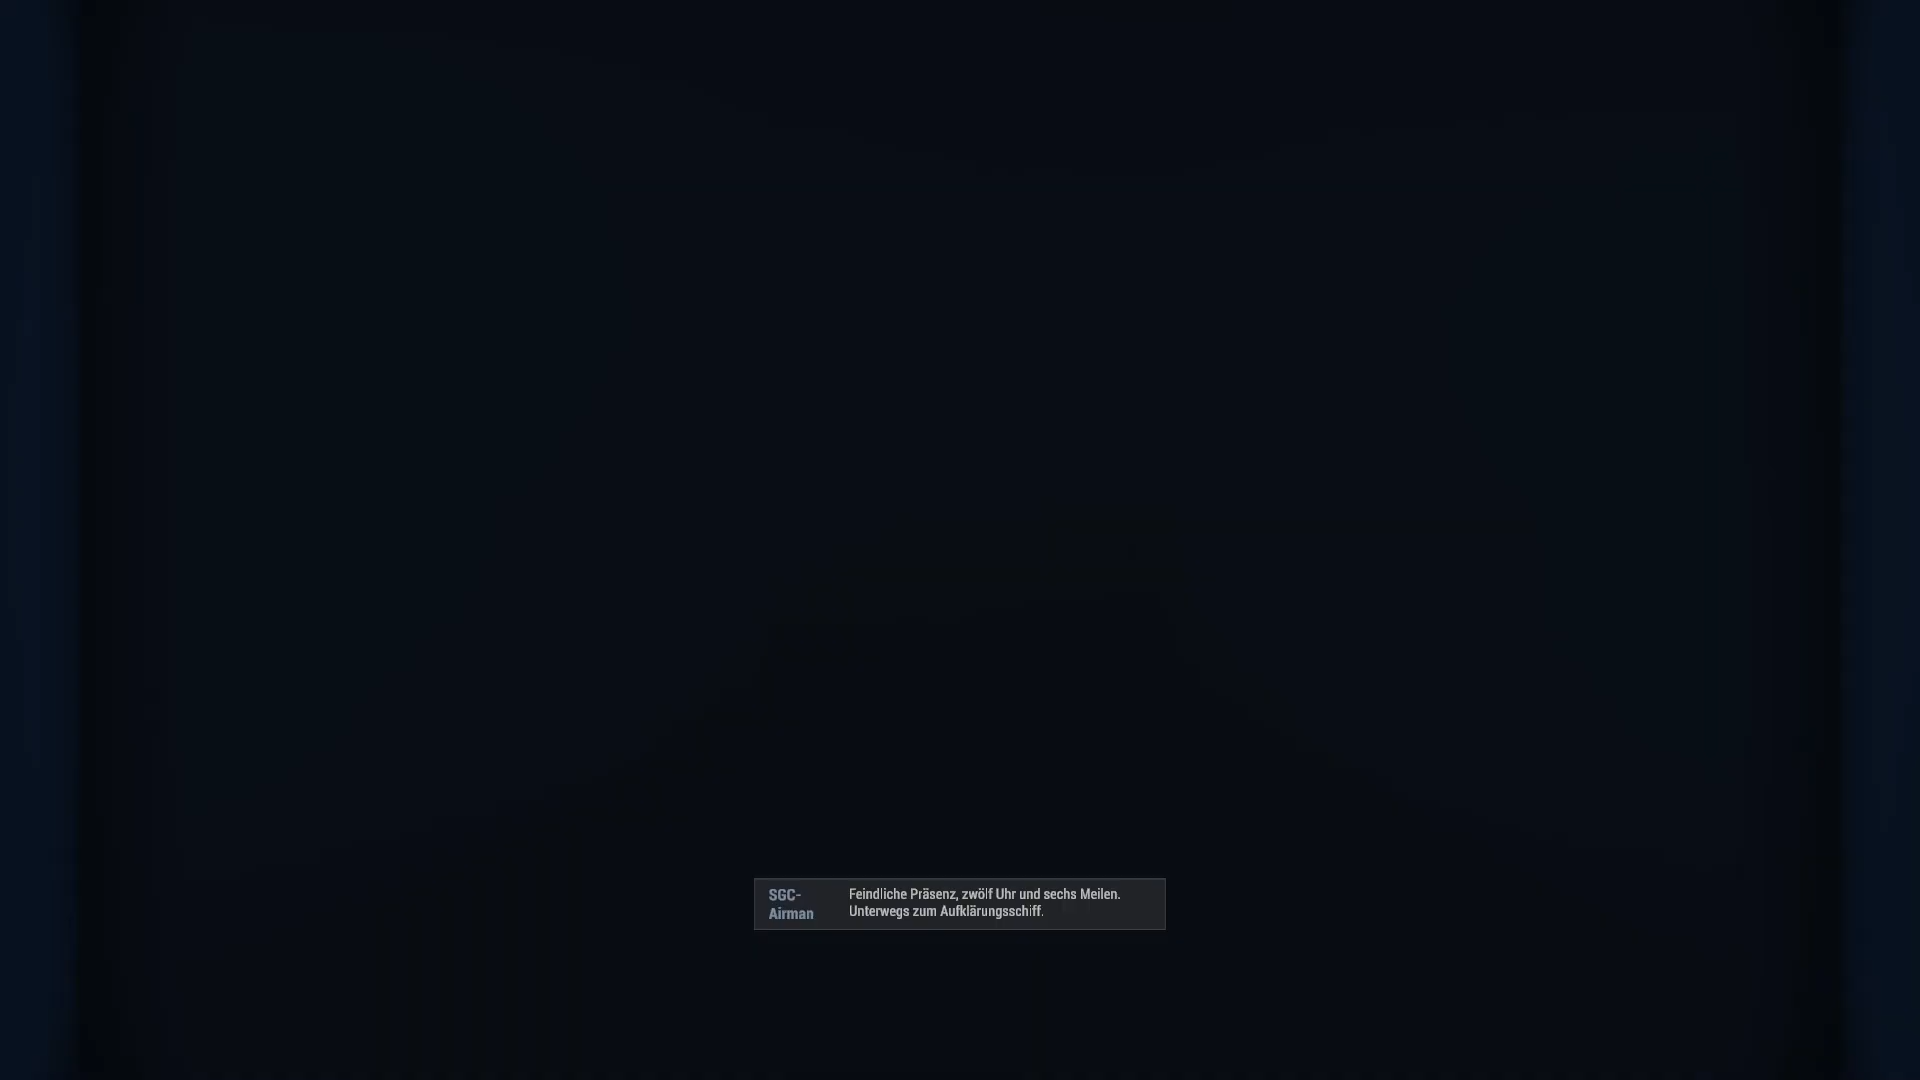 SGC-
Airman
Feindliche Präsenz, zwölf Uhr und sechs Meilen.
Unterwegs zum Aufklärungsschiff.